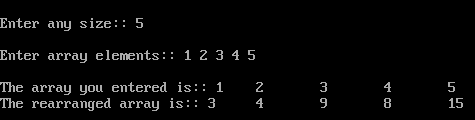 Enter any size:: 5
Enter array elements:: 1 2 3 4 5
The array you entered is:: 1 2 3 4 5
The rearranged array is:: 3 4 9 8 15